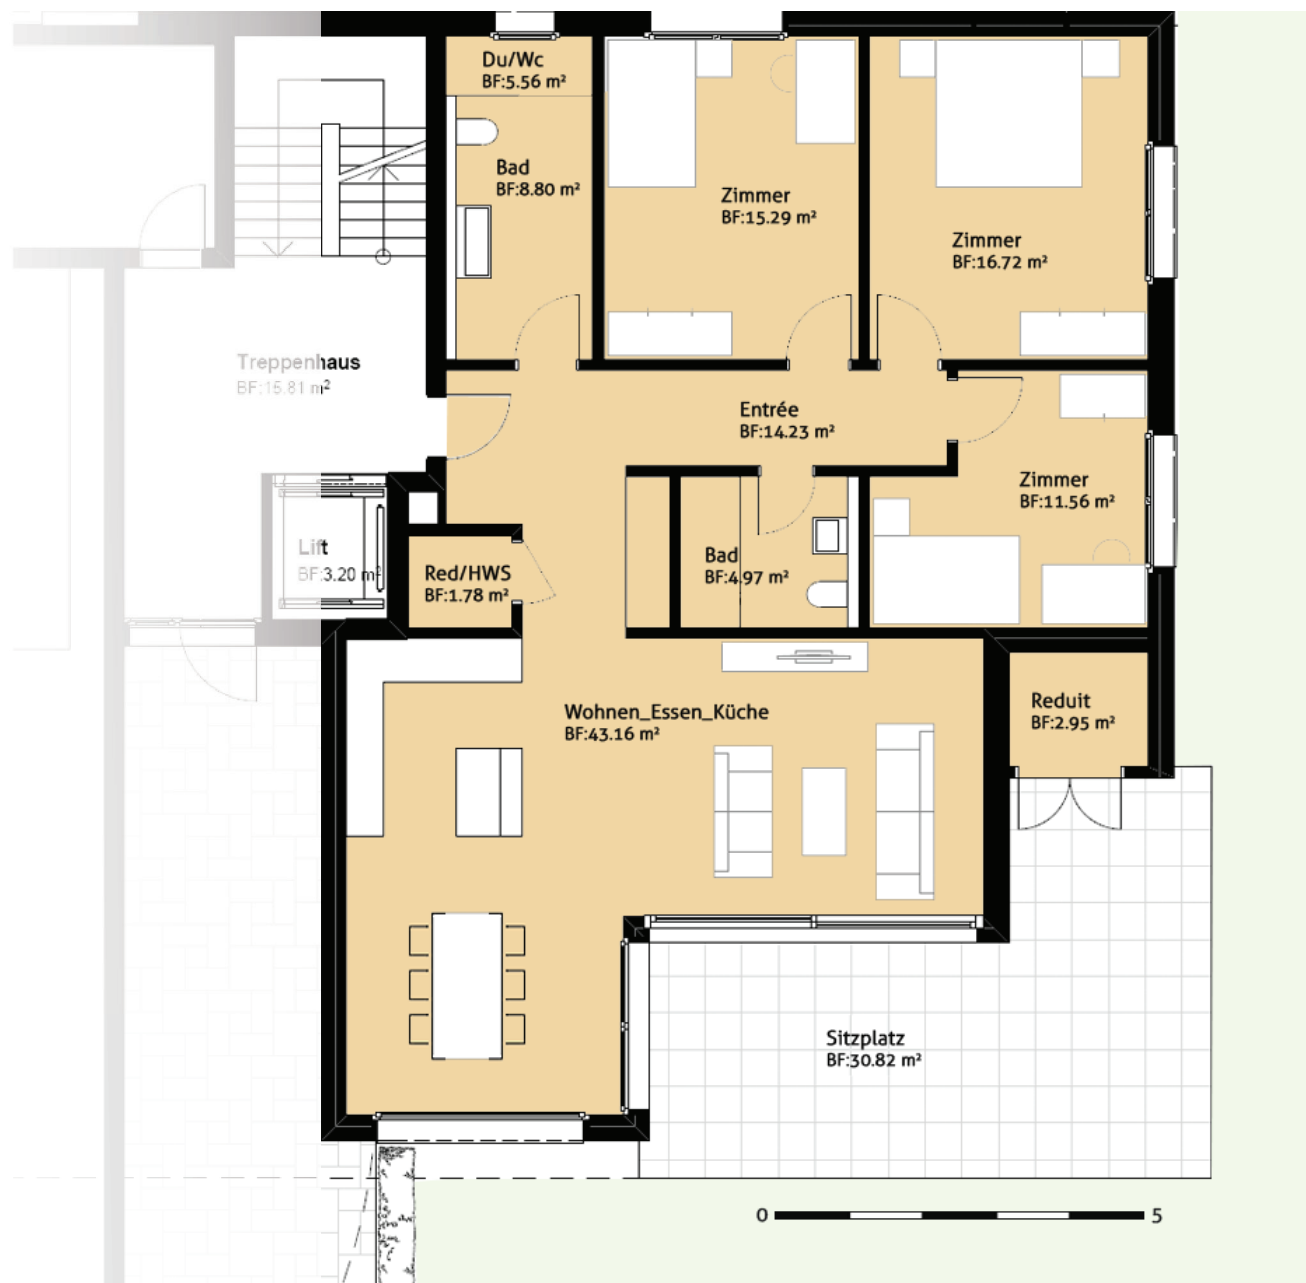 Du/Wc
BF:5.56 m²
Bad
BF:8.80 m²
Zimmer
BF:15.29 m²
Zimmer
BF:16.72 m²
Treppenhaus
BF:15.81 m²
Entrée
BF:14.23 m²
Zimmer
BF:11.56 m²
Lift
BF:3.20 m²
Red/HWS
BF:1.78 m²
Bad
BF:4.97 m²
Wohnen_Essen_Küche
BF:43.16 m²
Reduit
BF:2.95 m²
Sitzplatz
BF:30.82 m²
0 5